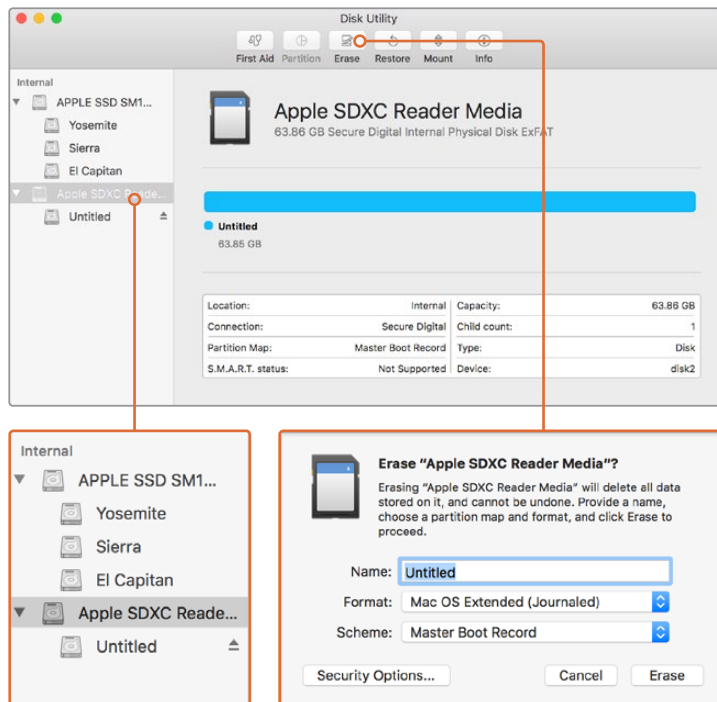 Disk Utility
First Aid Partition Erase Restore Mount Info
Internal
APPLE SSD SM1...
Yosemite
Sierra
El Capitan
Apple SDXC Reade...
Untitled
Apple SDXC Reader Media
63.86 GB Secure Digital Internal Physical Disk ExFAT
Untitled
63.85 GB
Location: Internal Capacity: 63.86 GB
Connection: Secure Digital Child count: 1
Partition Map: Master Boot Record Type: Disk
S.M.A.R.T. status: Not Supported Device: disk2
Internal
APPLE SSD SM1...
Yosemite
Sierra
El Capitan
Apple SDXC Reade...
Untitled
Erase “Apple SDXC Reader Media”?
Erasing “Apple SDXC Reader Media” will delete all data
stored on it, and cannot be undone. Provide a name,
choose a partition map and format, and click Erase to
proceed.
Name: Untitled
Format: Mac OS Extended (Journaled)
Scheme: Master Boot Record
Security Options... Cancel Erase